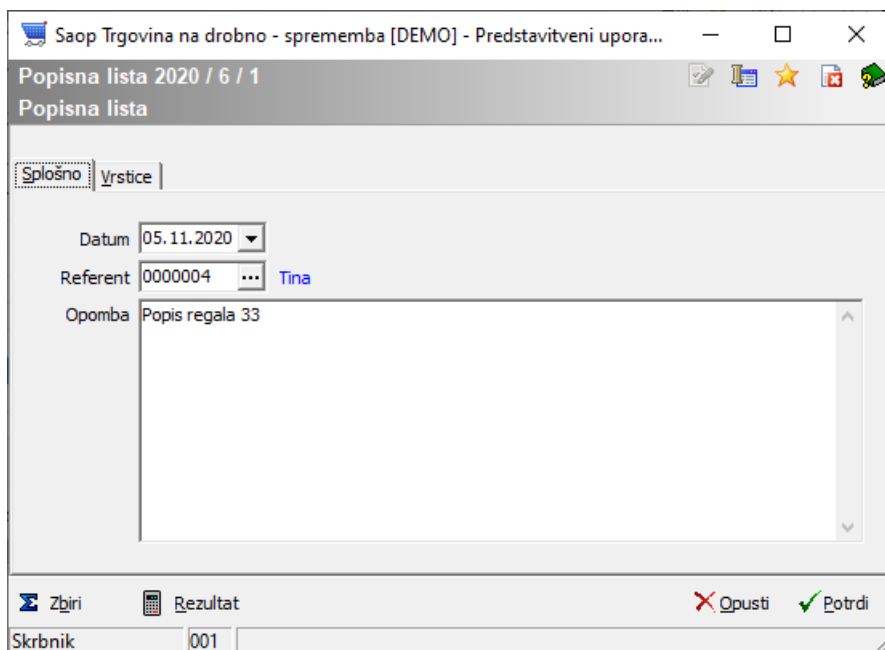 Saop Trgovina na drobno - sprememba [DEMO] - Predstavitveni upora...
Popisna lista 2020 / 6 / 1
Popisna lista
Splošno Vrstice
Datum 05.11.2020
Referent 0000004 ... Tina
Opomba Popis regala 33
Zbiri Rezultat Opusti Potrdi
Skrbnik 001